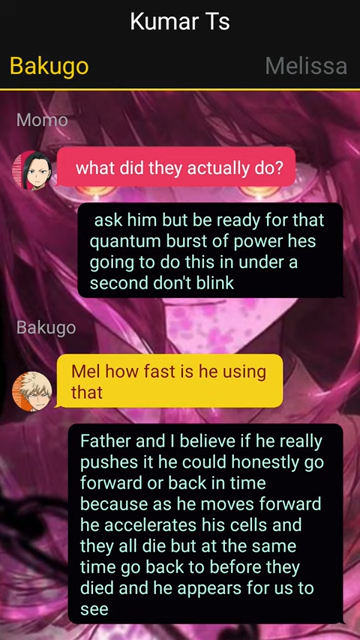 Kumar Ts
Bakugo
Melissa
Momo
what did they actually do?
ask him but be ready for that
quantum burst of power hes
going to do this in under a
second don't blink
Bakugo
Mel how fast is he using
that
Father and I believe if he really
pushes it he could honestly go
forward or back in time
because as he moves forward
he accelerates his cells and
they all die but at the same
time go back to before they
died and he appears for us to
see